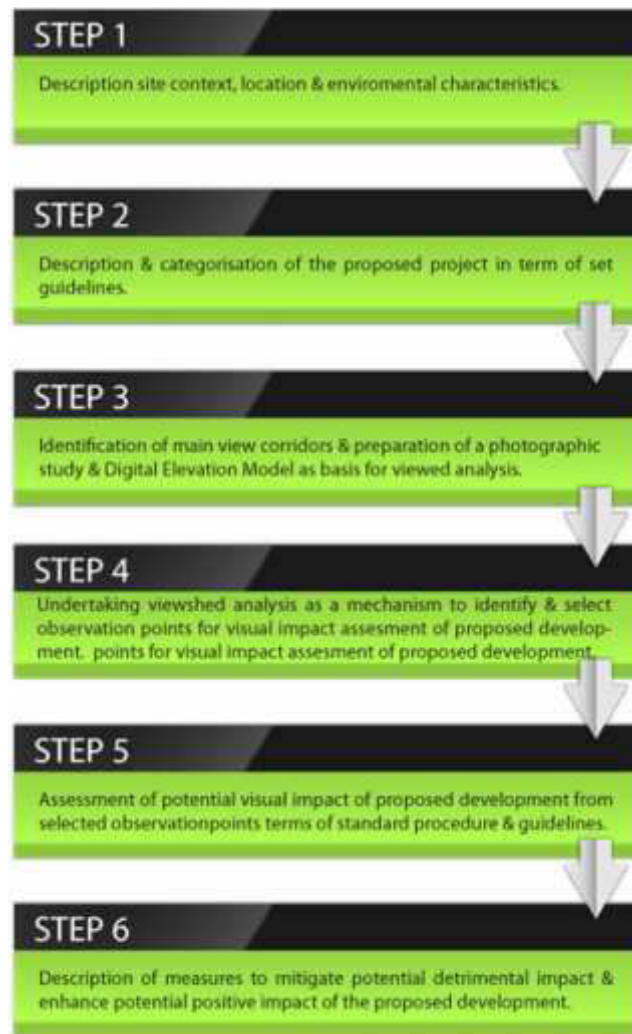 STEP 1
Description site context, location & enviromental characteristics.
STEP 2
Description & categorisation of the proposed project in term of set
guidelines.
STEP 3
Identification of main view corridors & preparation of a photographic
study & Digital Elevation Model as basis for viewed analysis.
STEP 4
Undertaking viewshed analysis as a mechanism to identify & select
observation points for visual impact assesment of proposed develop-
ment. points for visual impact assesment of proposed development.
STEP 5
Assessment of potential visual impact of proposed development from
selected observationpoints terms of standard procedure & guidelines.
STEP 6
Description of measures to mitigate potential detrimental impact &
enhance potential positive impact of the proposed development.